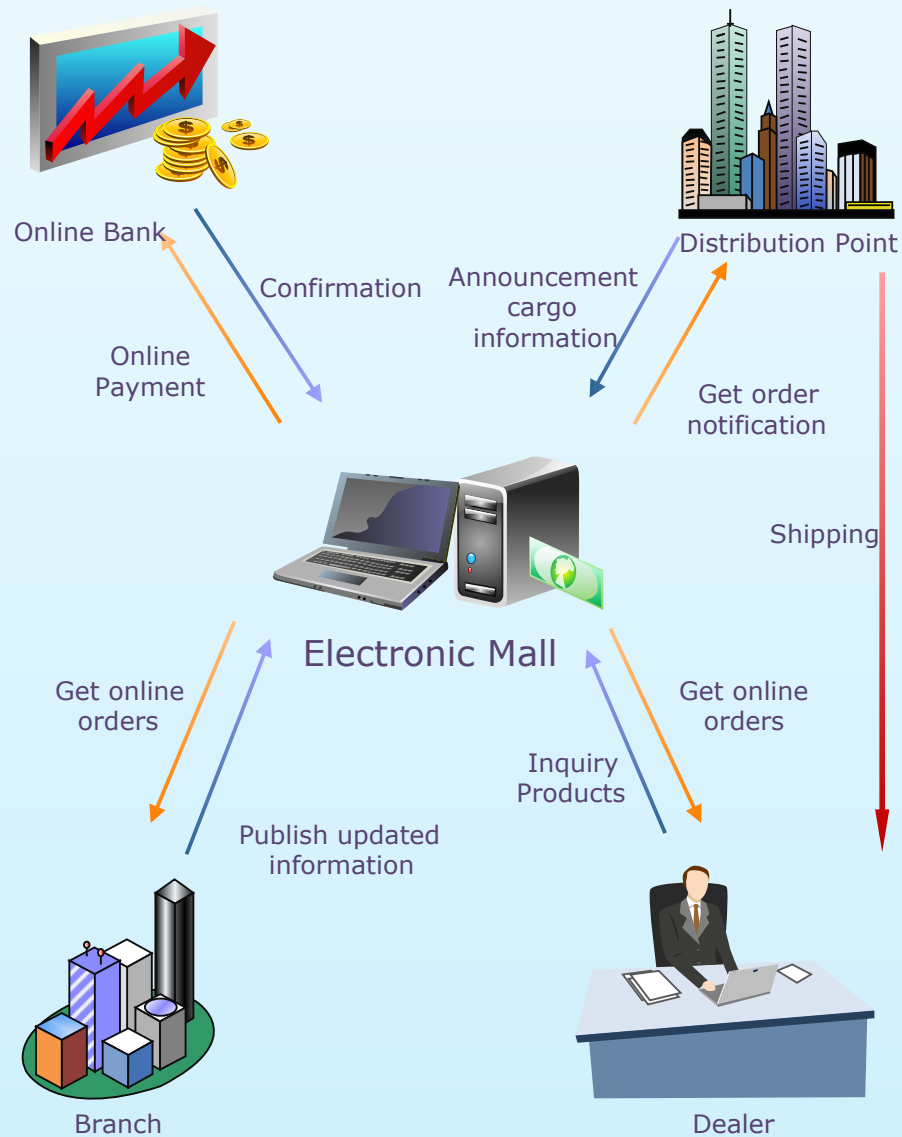 Online Bank
Distribution Point
Confirmation
Announcement
cargo
information
Online
Payment
Get order
notification
Shipping
Electronic Mall
Get online
orders
Get online
orders
Inquiry
Products
Publish updated
information
Branch
Dealer